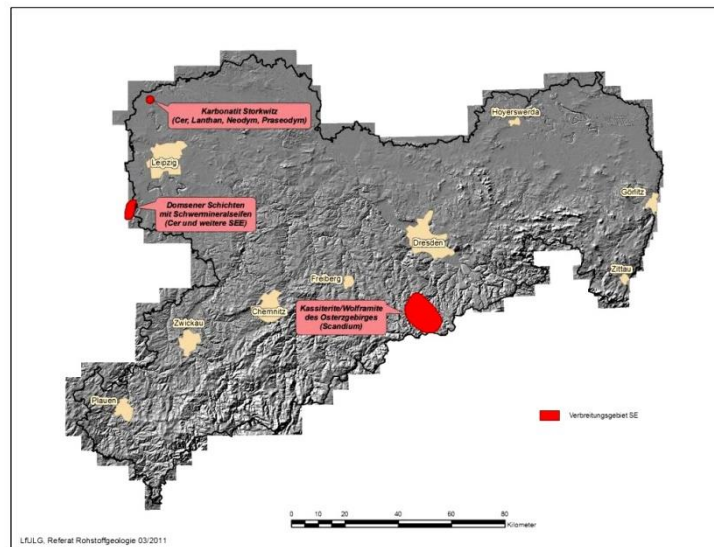 Karbonatit Storkwitz
(Cer, Lanthan, Neodym, Praseodym)
Hoyerswerda
Leipzig
Domsener Schichten
mit Schwermineralseifen
(Cer und weitere SEE)
Görlitz
Dresden
Zittau
Freiberg
Kassiterite/Wolframite
des Osterzgebirges
(Scandium)
Chemnitz
Zwickau
Plauen
Verbreitungsgebiet SE
0 5 10 20 40 60 80
Kilometer
LfULG, Referat Rohstoffgeologie 03/2011